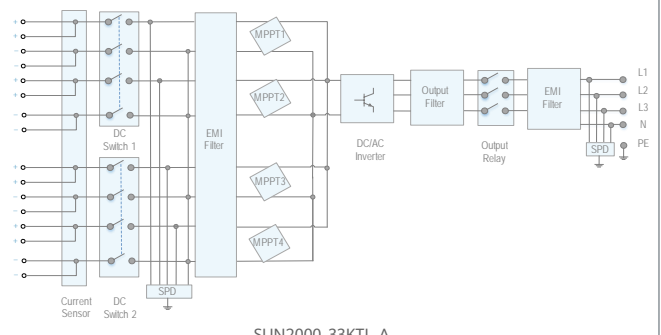 MPPT1
MPPT2
MPPT3
MPPT4
DC
Switch 1
DC
Switch 2
Current
Sensor
SPD
EMI
Filter
DC/AC
Inverter
Output
Filter
Output
Relay
EMI
Filter
SPD
L1
L2
L3
N
PE
SUN2000-33KTL-A